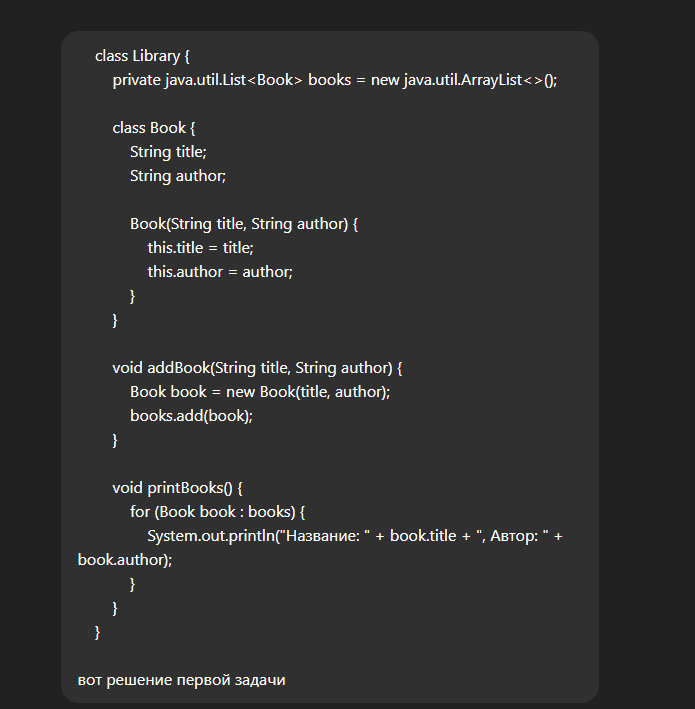 class Library {
private java.util.List<Book> books = new java.util.ArrayList<>();
class Book {
String title;
String author;
Book(String title, String author) {
this.title = title;
this.author = author;
}
}
void addBook(String title, String author) {
Book book = new Book(title, author);
books.add(book);
}
void printBooks() {
for (Book book : books) {
System.out.println("Название: " + book.title + ", Автор: " +
book.author);
}
}
}
вот решение первой задачи